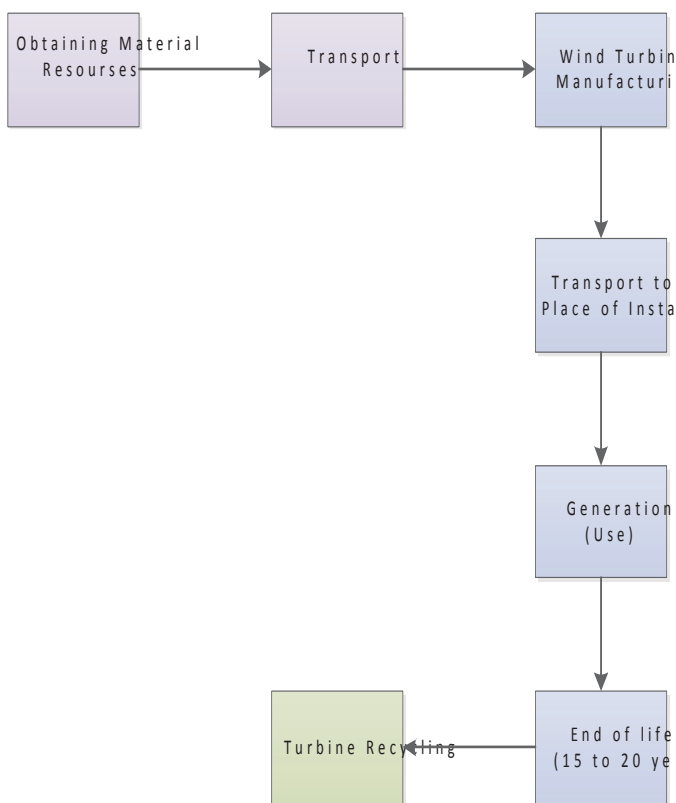 Obtaining Material
Resourses
Transport
Wind Turbin
Manufacturi
Transport to
Place of Insta
Generation
(Use)
End of life
(15 to 20 ye
Turbine Recycling